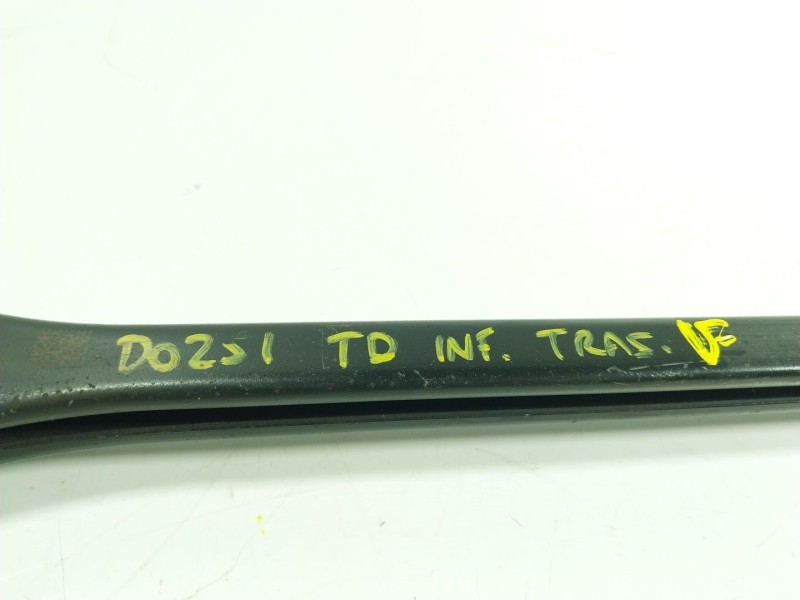 D0251 TD INF. TRAS.